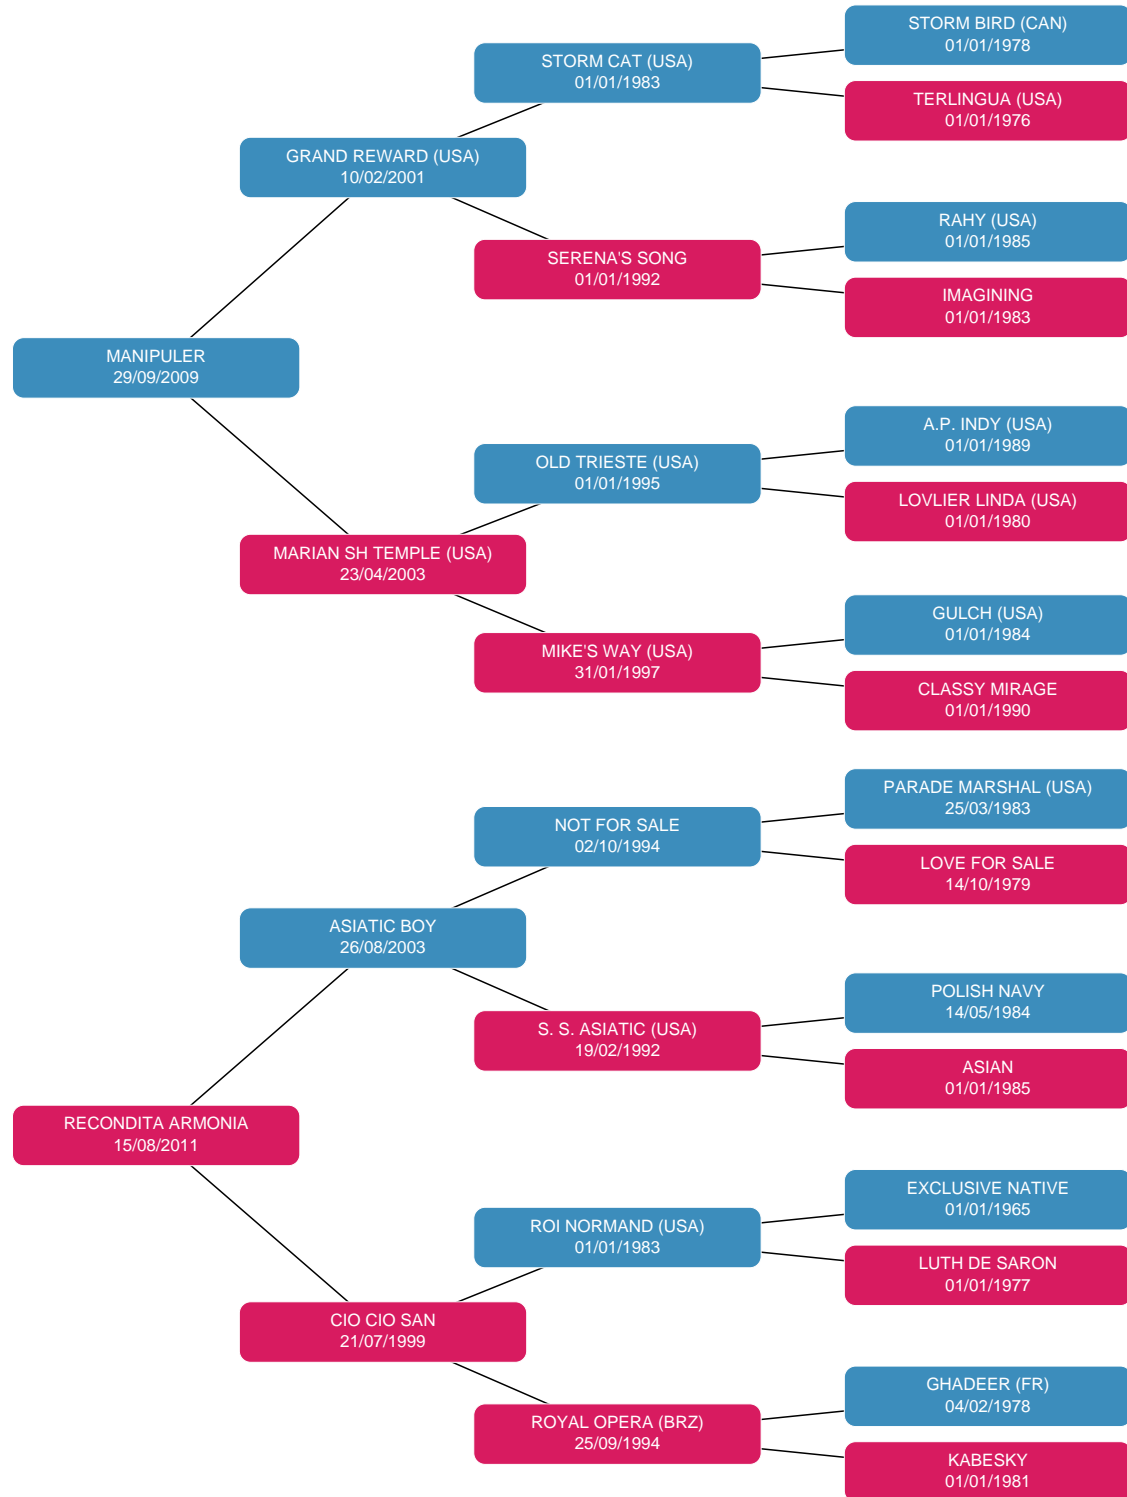 STORM BIRD (CAN)
01/01/1978
STORM CAT (USA)
01/01/1983
TERLINGUA (USA)
01/01/1976
GRAND REWARD (USA)
10/02/2001
RAHY (USA)
01/01/1985
SERENA'S SONG
01/01/1992
IMAGINING
01/01/1983
MANIPULER
29/09/2009
A.P. INDY (USA)
01/01/1989
OLD TRIESTE (USA)
01/01/1995
LOVLIER LINDA (USA)
01/01/1980
MARIAN SH TEMPLE (USA)
23/04/2003
GULCH (USA)
01/01/1984
MIKE'S WAY (USA)
31/01/1997
CLASSY MIRAGE
01/01/1990
PARADE MARSHAL (USA)
25/03/1983
NOT FOR SALE
02/10/1994
LOVE FOR SALE
14/10/1979
ASIATIC BOY
26/08/2003
POLISH NAVY
14/05/1984
S. S. ASIATIC (USA)
19/02/1992
ASIAN
01/01/1985
RECONDITA ARMONIA
15/08/2011
EXCLUSIVE NATIVE
01/01/1965
ROI NORMAND (USA)
01/01/1983
LUTH DE SARON
01/01/1977
CIO CIO SAN
21/07/1999
GHADEER (FR)
04/02/1978
ROYAL OPERA (BRZ)
25/09/1994
KABESKY
01/01/1981